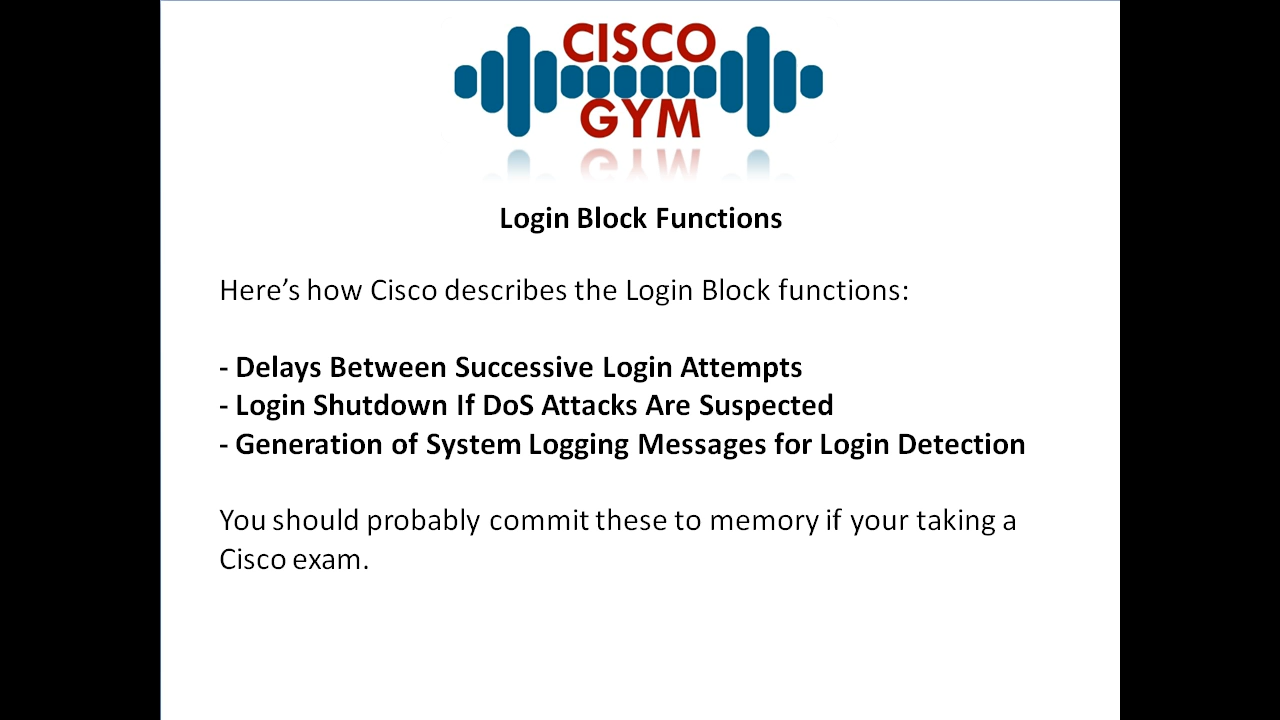 CISCO
GYM
Login Block Functions
Here’s how Cisco describes the Login Block functions:
- Delays Between Successive Login Attempts
- Login Shutdown If DoS Attacks Are Suspected
- Generation of System Logging Messages for Login Detection
You should probably commit these to memory if your taking a
Cisco exam.